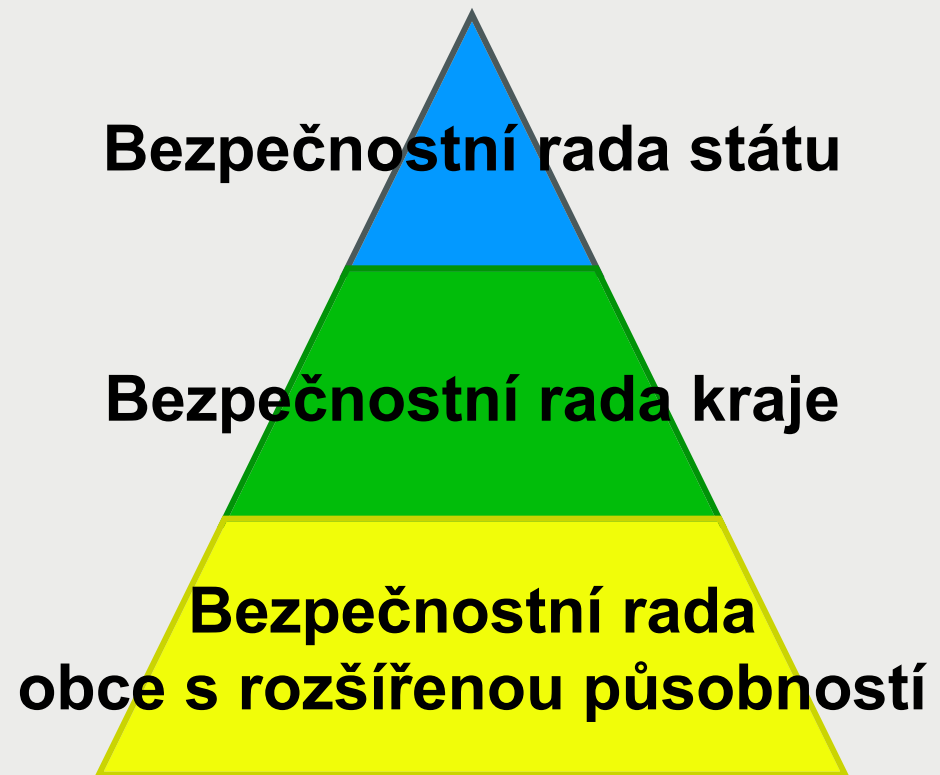 Bezpečnostní rada státu
Bezpečnostní rada kraje
Bezpečnostní rada
obce s rozšířenou působností